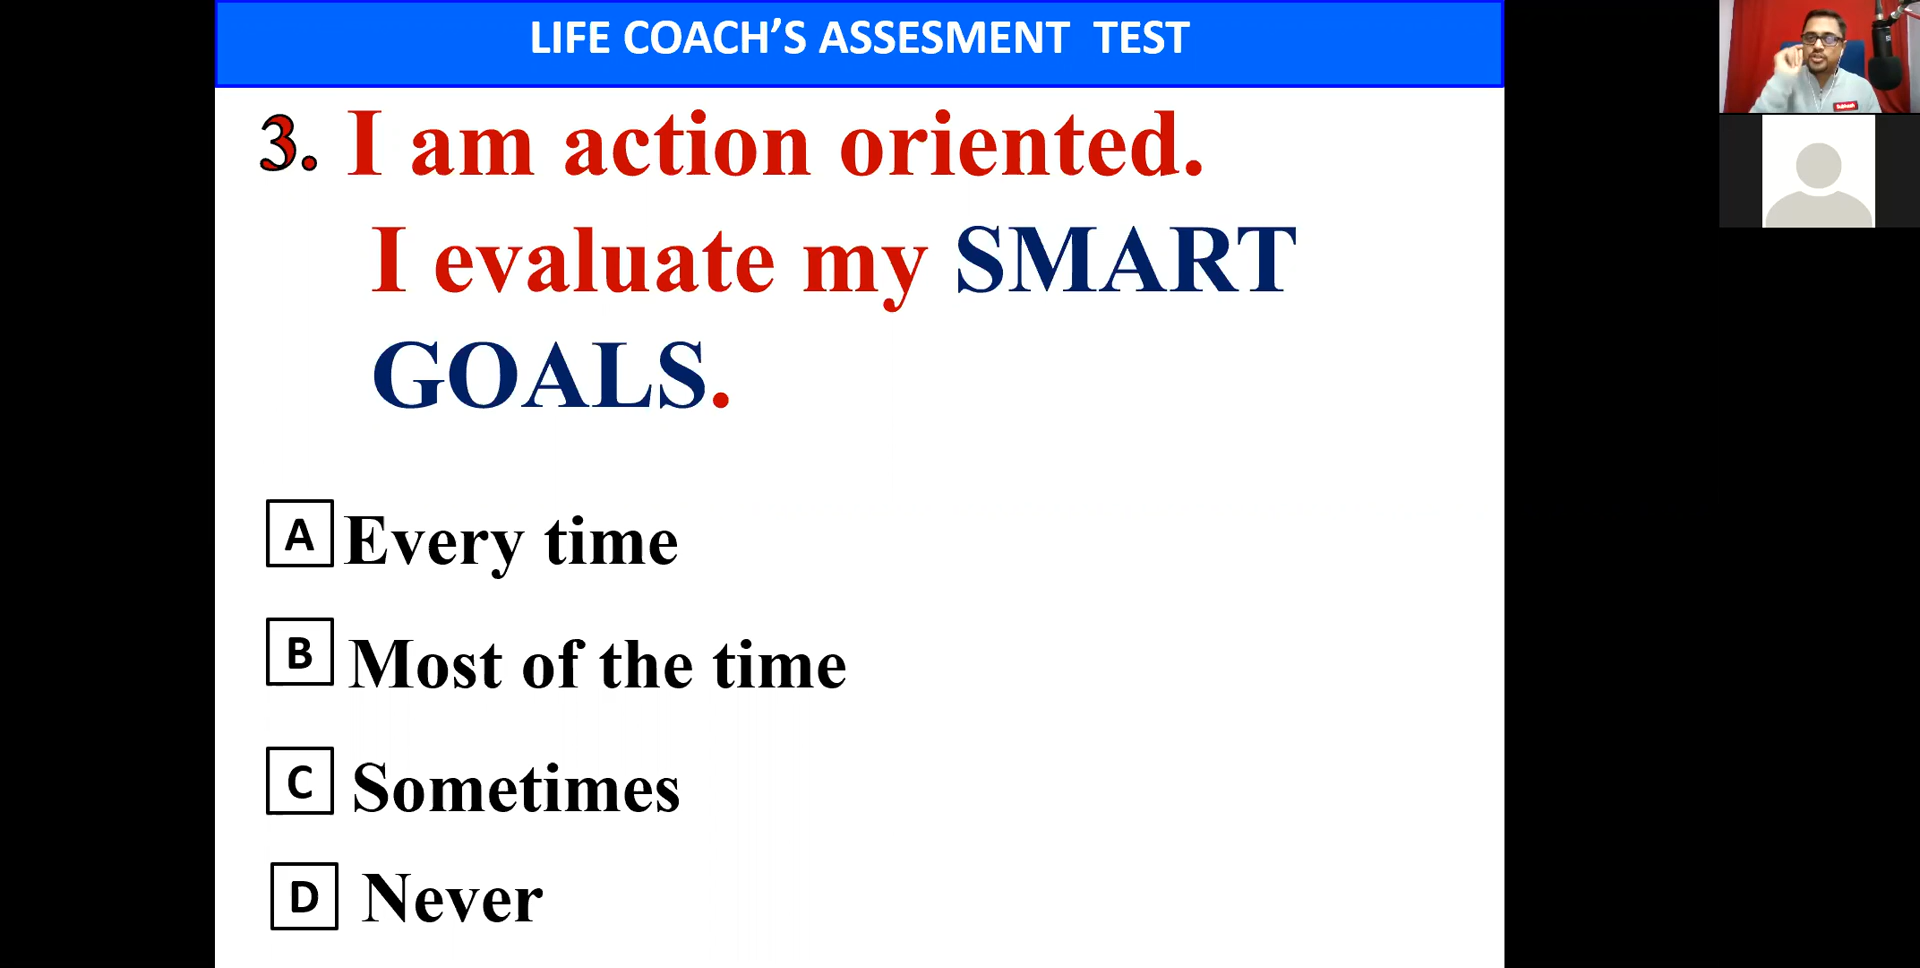 LIFE COACH’S ASSESMENT TEST
3. I am action oriented.
I evaluate my SMART
GOALS.
A Every time
B Most of the time
C Sometimes
D Never